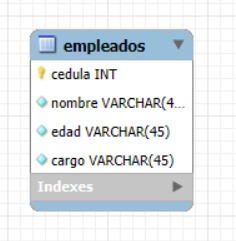 empleados
cedula INT
nombre VARCHAR(4...
edad VARCHAR(45)
cargo VARCHAR(45)
Indexes